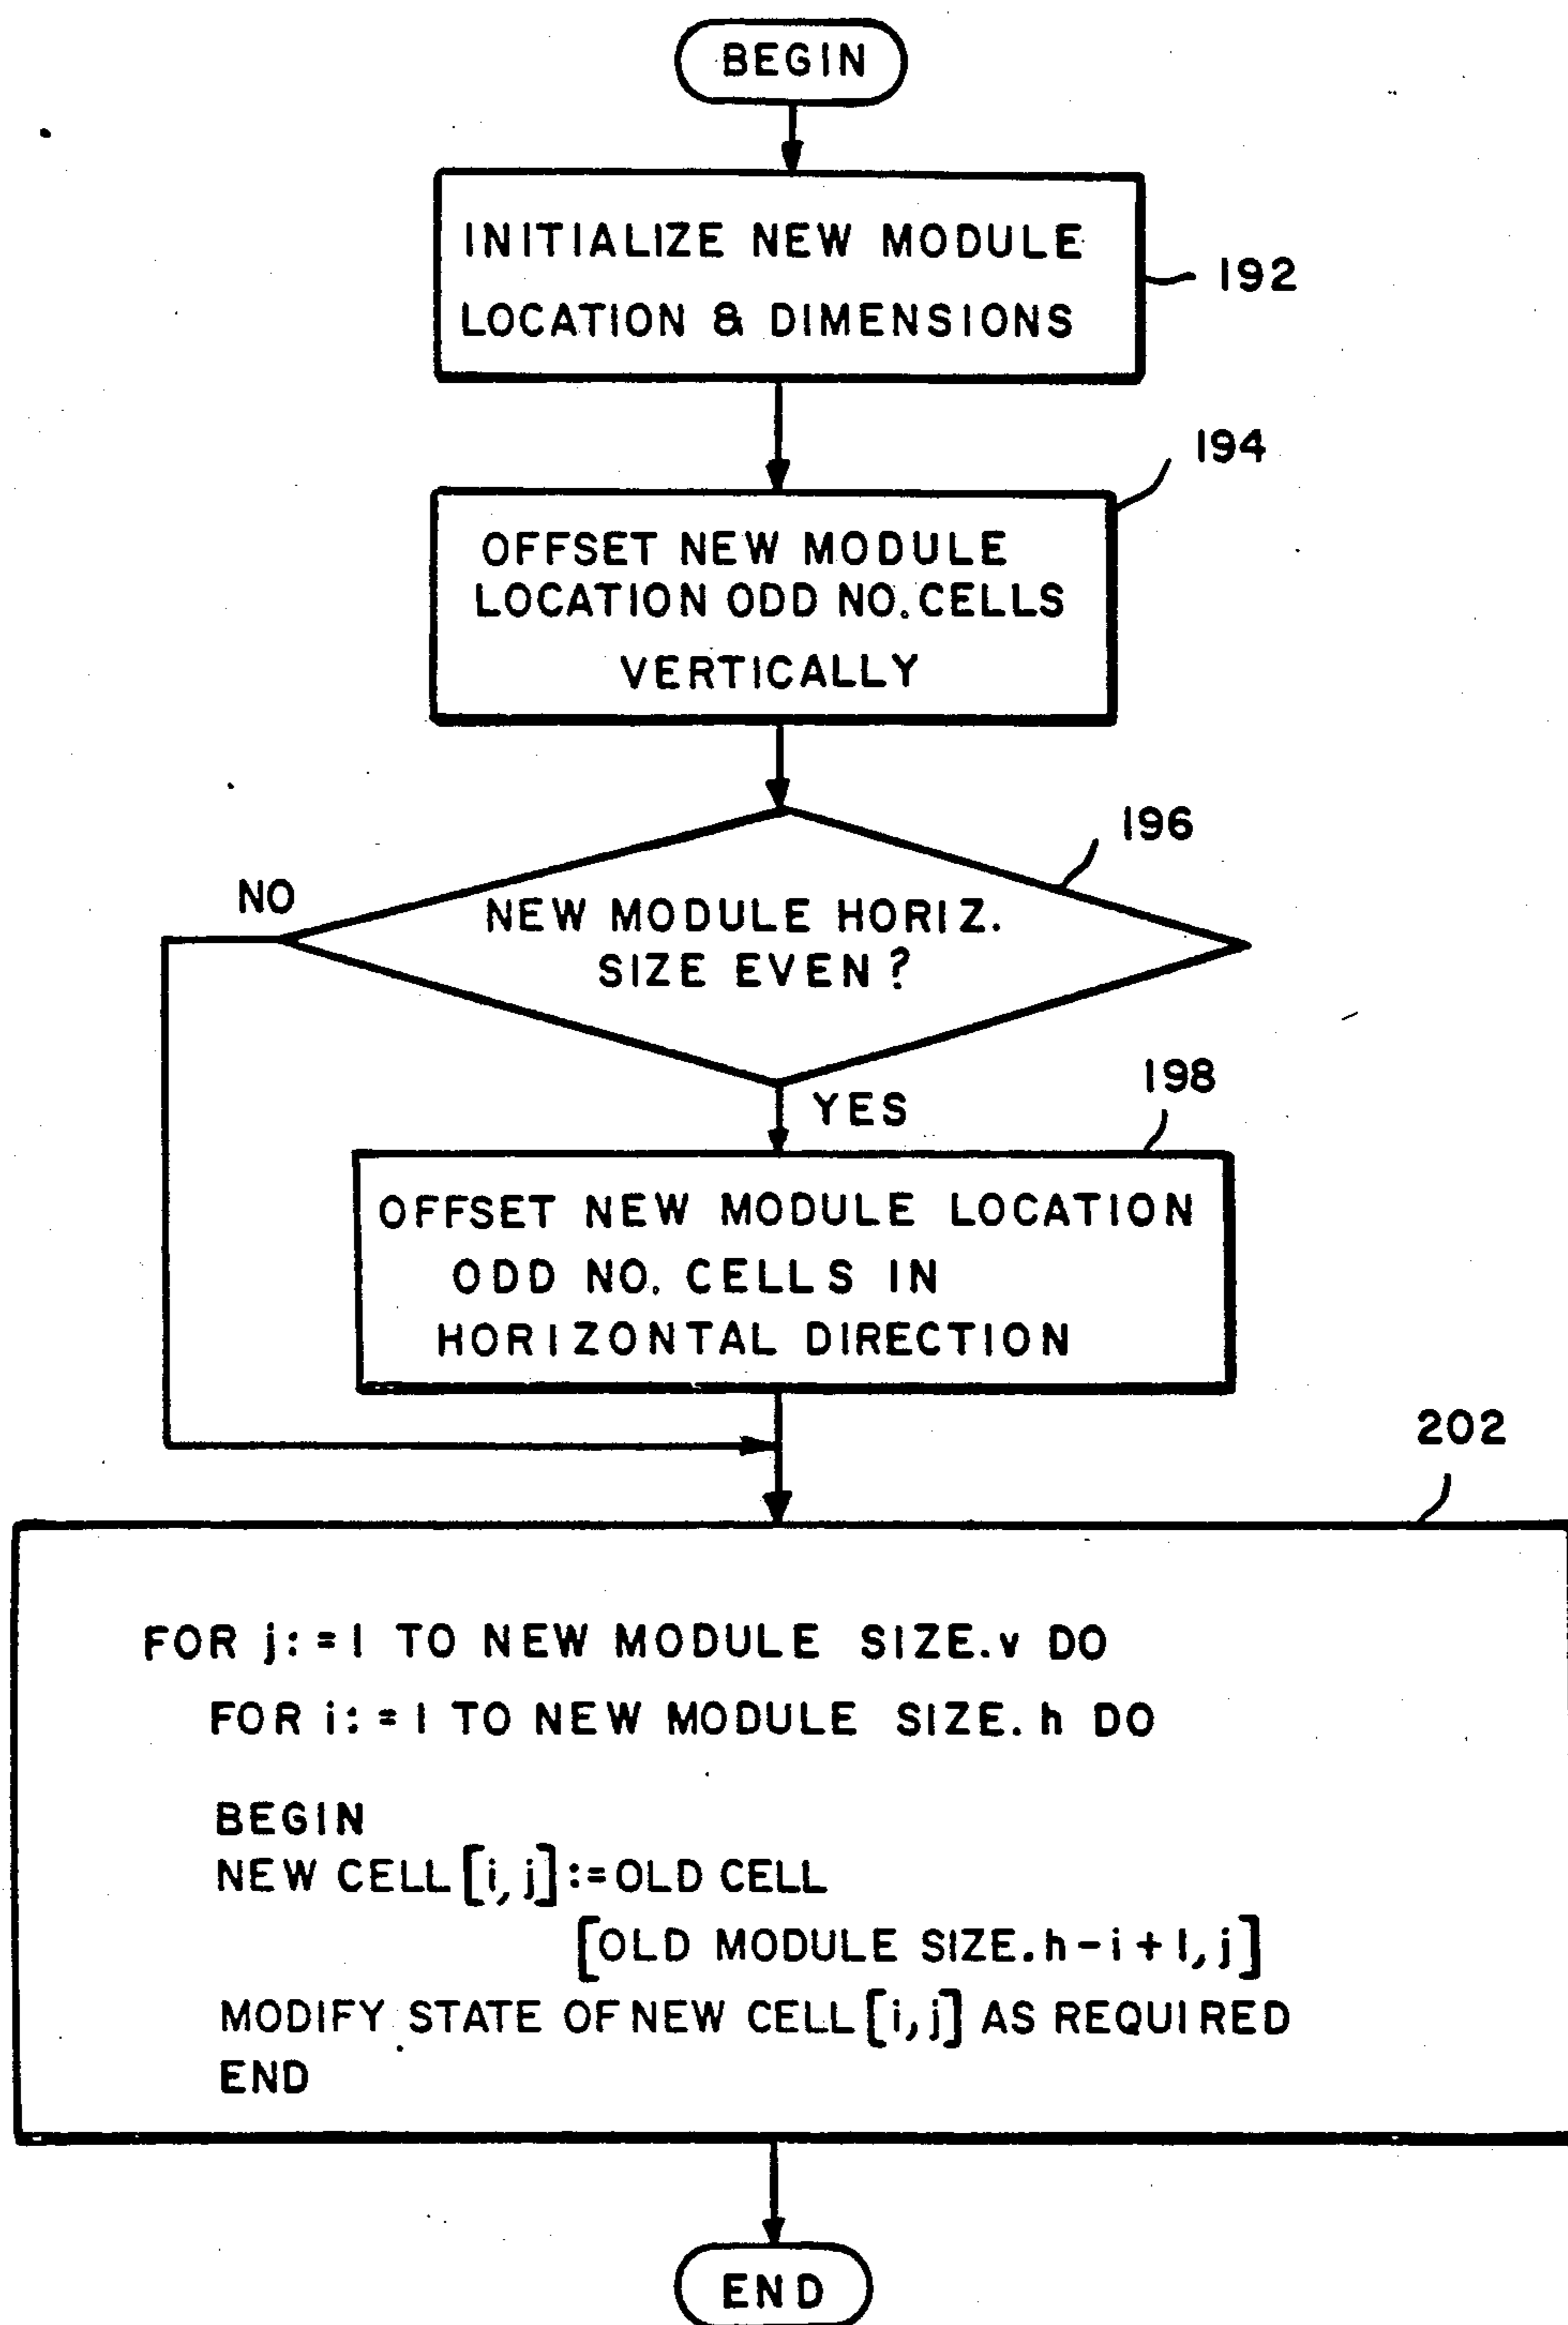 BEGIN
INITIALIZE NEW MODULE
LOCATION & DIMENSIONS
192
194
OFFSET NEW MODULE
LOCATION ODD NO. CELLS
VERTICALLY
196
NO
NEW MODULE HORIZ.
SIZE EVEN?
YES
198
OFFSET NEW MODULE LOCATION
ODD NO. CELLS IN
HORIZONTAL DIRECTION
202
FOR j:=1 TO NEW MODULE SIZE.v DO
FOR i:=1 TO NEW MODULE SIZE.h DO
BEGIN
NEW CELL[i,j]:=OLD CELL
[OLD MODULE SIZE.h-i+1,j]
MODIFY STATE OF NEW CELL[i,j] AS REQUIRED
END
END